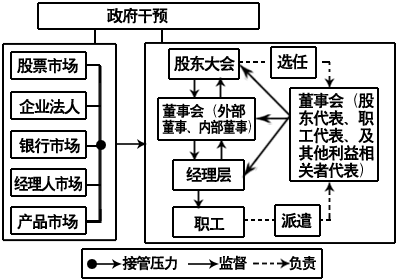 政府干预
股票市场
企业法人
银行市场
经理人市场
产品市场
股东大会
选任
董事会（外部
董事、内部董事）
经理层
职工
派遣
董事会（股
东代表、职
工代表、及
其他利益相
关者代表）
接管压力
监督
负责